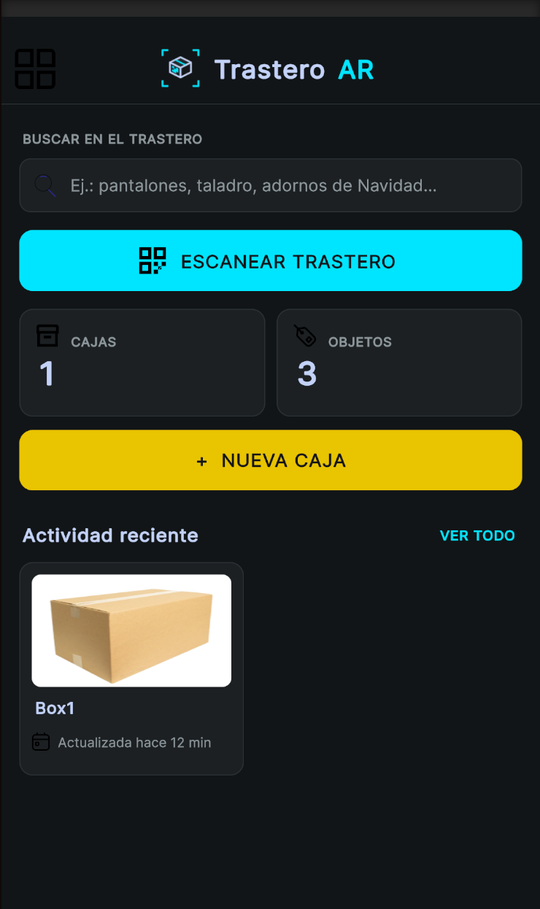 Trastero AR
BUSCAR EN EL TRASTERO
Ej.: pantalones, taladro, adornos de Navidad...
ESCANEAR TRASTERO
CAJAS
1
OBJETOS
3
+ NUEVA CAJA
Actividad reciente
VER TODO
Box1
Actualizada hace 12 min